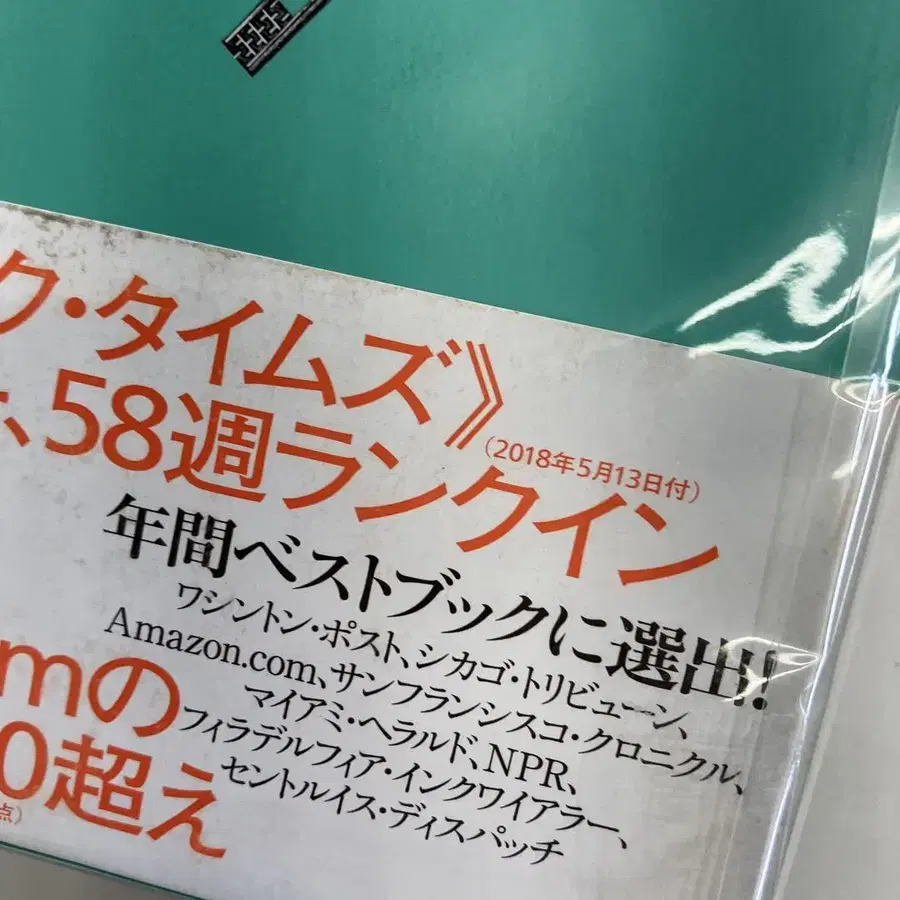 ク・タイムズ》
、58週ランクイン
(2018年5月13日付)
年間ベストブックに選出!
ワシントン・ポスト、シカゴ・トリビューン、
Amazon.com、サンフランシスコ・クロニクル、
マイアミ・ヘラルド、NPR、
フィラデルフィア・インクワイアラー、
セントルイス・ディスパッチ
mの
0超え
点)